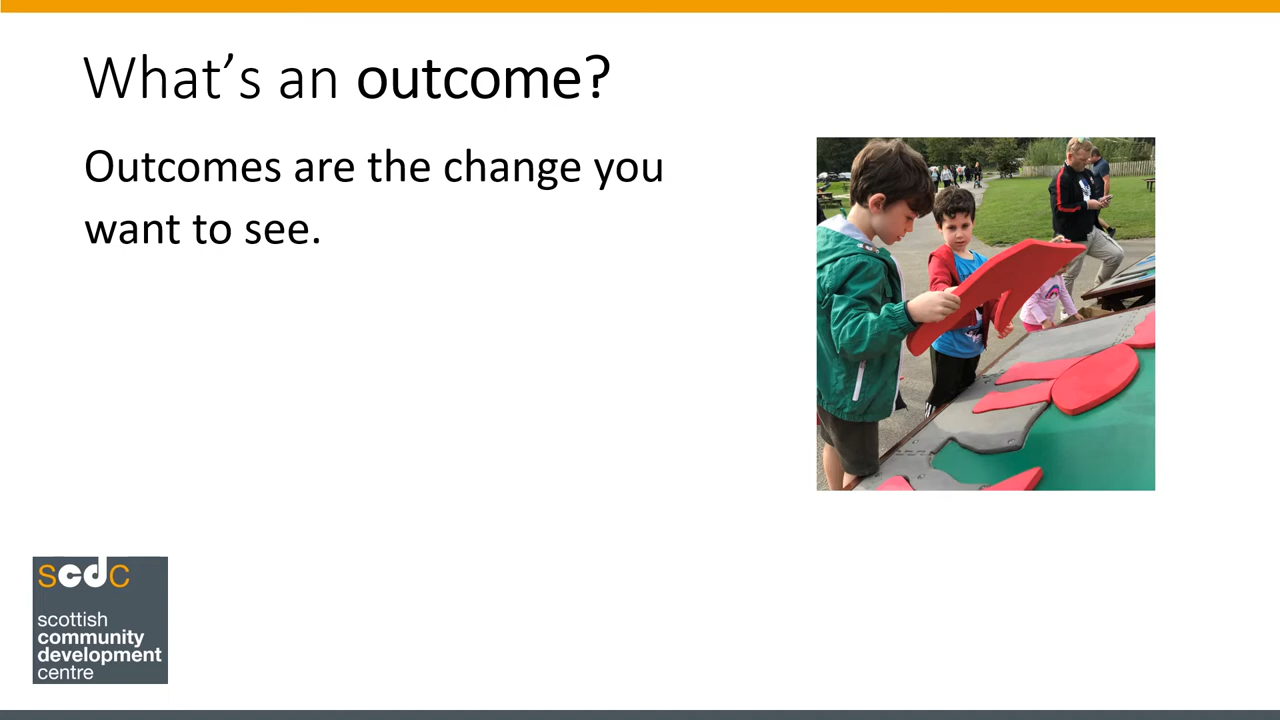 What’s an outcome?
Outcomes are the change you
want to see.
scdc
scottish
community
development
centre